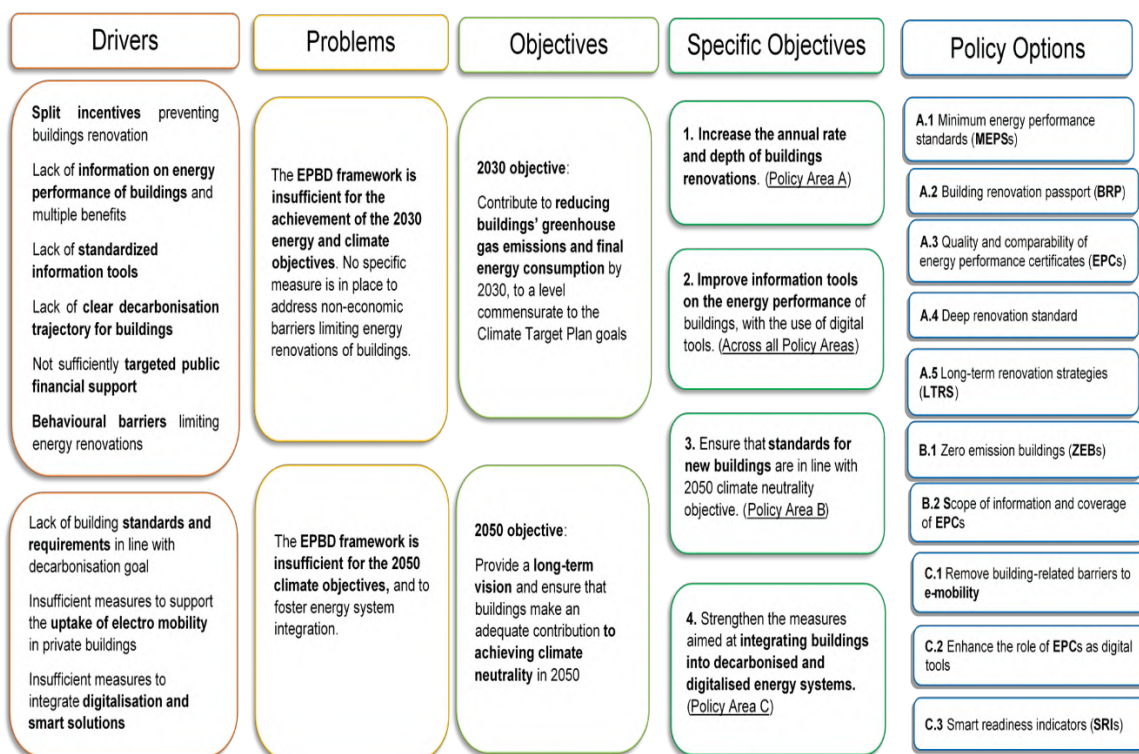 Drivers
Split incentives preventing
buildings renovation
Lack of information on energy
performance of buildings and
multiple benefits
Lack of standardized
information tools
Lack of clear decarbonisation
trajectory for buildings
Not sufficiently targeted public
financial support
Behavioural barriers limiting
energy renovations
Lack of building standards and
requirements in line with
decarbonisation goal
Insufficient measures to support
the uptake of electro mobility
in private buildings
Insufficient measures to
integrate digitalisation and
smart solutions
Problems
The EPBD framework is
insufficient for the
achievement of the 2030
energy and climate
objectives. No specific
measure is in place to
address non-economic
barriers limiting energy
renovations of buildings.
The EPBD framework is
insufficient for the 2050
climate objectives, and to
foster energy system
integration.
Objectives
2030 objective:
Contribute to reducing
buildings' greenhouse
gas emissions and final
energy consumption by
2030, to a level
commensurate to the
Climate Target Plan goals
2050 objective:
Provide a long-term
vision and ensure that
buildings make an
adequate contribution to
achieving climate
neutrality in 2050
Specific Objectives
1. Increase the annual rate
and depth of buildings
renovations. (Policy Area A)
2. Improve information tools
on the energy performance of
buildings, with the use of digital
tools. (Across all Policy Areas)
3. Ensure that standards for
new buildings are in line with
2050 climate neutrality
objective. (Policy Area B)
4. Strengthen the measures
aimed at integrating buildings
into decarbonised and
digitalised energy systems.
(Policy Area C)
Policy Options
A.1 Minimum energy performance
standards (MEPSs)
A.2 Building renovation passport (BRP)
A.3 Quality and comparability of
energy performance certificates (EPCs)
A.4 Deep renovation standard
A.5 Long-term renovation strategies
(LTRS)
B.1 Zero emission buildings (ZEBs)
B.2 Scope of information and coverage
of EPCs
C.1 Remove building-related barriers to
e-mobility
C.2 Enhance the role of EPCs as digital
tools
C.3 Smart readiness indicators (SRIs)